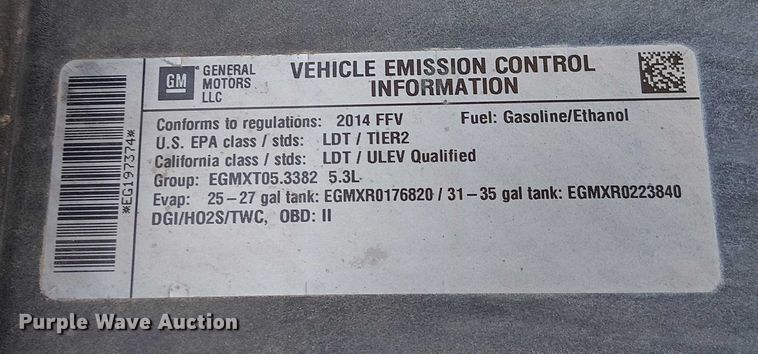 GM GENERAL MOTORS LLC
VEHICLE EMISSION CONTROL
INFORMATION
Conforms to regulations: 2014 FFV Fuel: Gasoline/Ethanol
U.S. EPA class / stds: LDT / TIER2
California class / stds: LDT / ULEV Qualified
Group: EGMXT05.3382 5.3L
Evap: 25-27 gal tank: EGMXR0176820 / 31-35 gal tank: EGMXR0223840
DGI/HO2S/TWC, OBD: II
*EG197374*
Purple Wave Auction